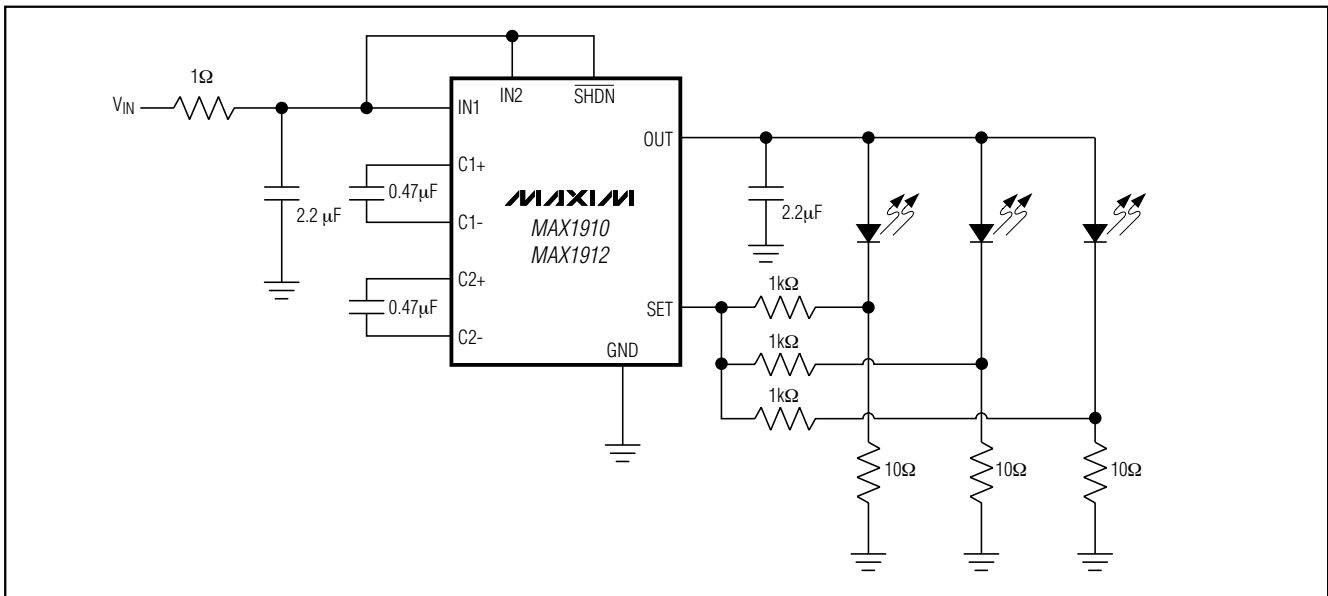 1Ω
V_IN
IN1
IN2
S̅H̅D̅N̅
OUT
C1+
0.47µF
C1-
2.2 µF
MAXIM
MAX1910
MAX1912
2.2µF
C2+
0.47µF
C2-
SET
GND
1kΩ
1kΩ
1kΩ
10Ω
10Ω
10Ω